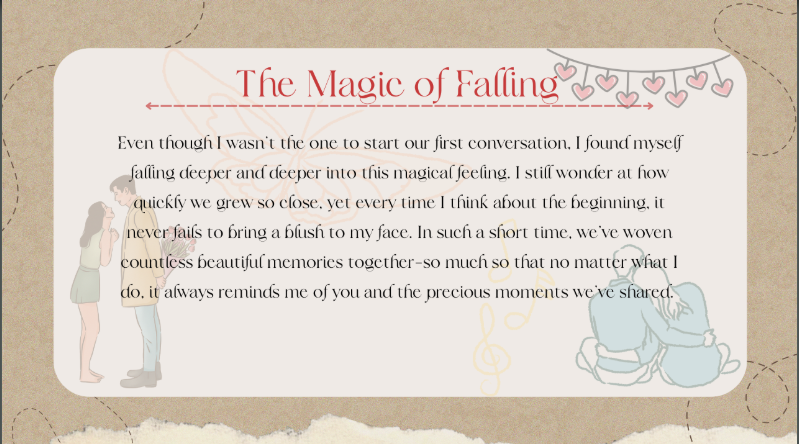 The Magic of Falling
Even though I wasn't the one to start our first conversation, I found myself
falling deeper and deeper into this magical feeling. I still wonder at how
quickly we grew so close, yet every time I think about the beginning, it
never fails to bring a blush to my face. In such a short time, we've woven
countless beautiful memories together-so much so that no matter what I
do, it always reminds me of you and the precious moments we've shared.